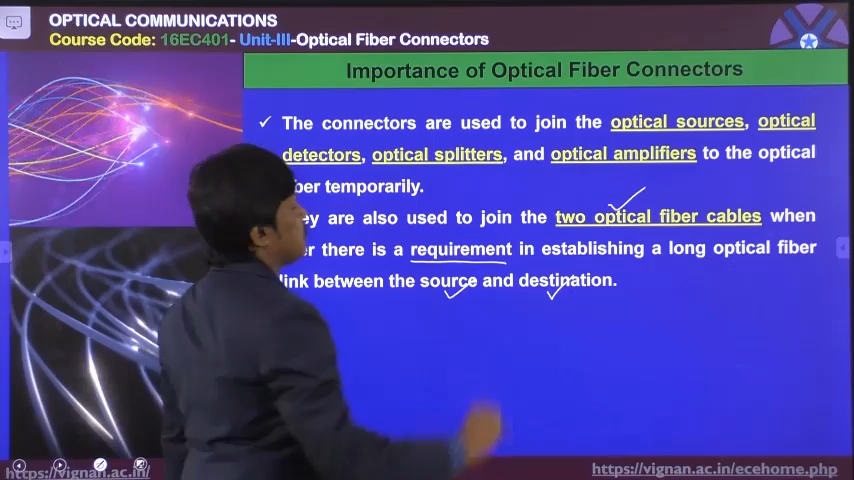 OPTICAL COMMUNICATIONS
Course Code: 16EC401- Unit-III-Optical Fiber Connectors
Importance of Optical Fiber Connectors
✓ The connectors are used to join the optical sources, optical
detectors, optical splitters, and optical amplifiers to the optical
temporarily.
are also used to join the two optical fiber cables when
there is a requirement in establishing a long optical fiber
link between the source and destination.
https://vignan.ac.in/
https://vignan.ac.in/ecehome.php